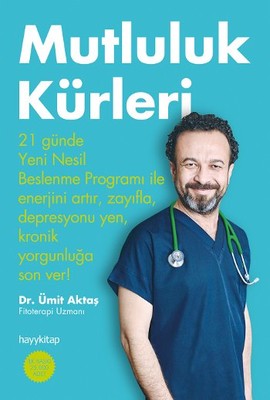 Mutluluk
Kürleri
21 günde
Yeni Nesil
Beslenme Programı ile
enerjini artır, zayıfla,
depresyonu yen,
kronik
yorgunluğa
son ver!
Dr. Ümit Aktaş
Fitoterapi Uzmanı
hayykitap